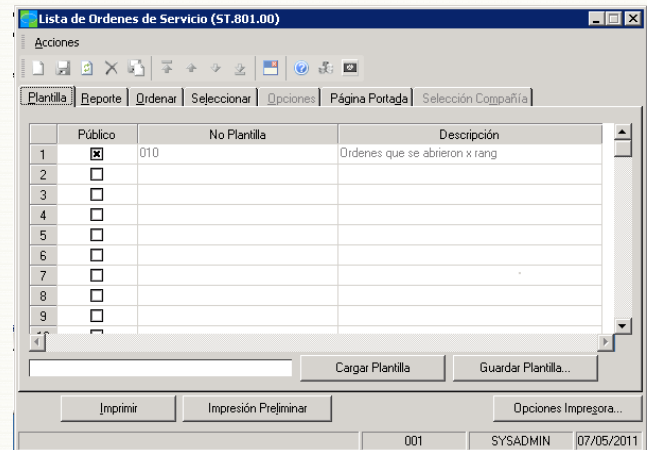 Lista de Ordenes de Servicio (ST.801.00)
Acciones
Plantilla Reporte Ordenar Seleccionar Opciones Página Portada Selección Compañía
Público No Plantilla Descripción
1 010 Ordenes que se abrieron x rang
2
3
4
5
6
7
8
9
Cargar Plantilla Guardar Plantilla...
Imprimir Impresión Preliminar Opciones Impresora...
001 SYSADMIN 07/05/2011